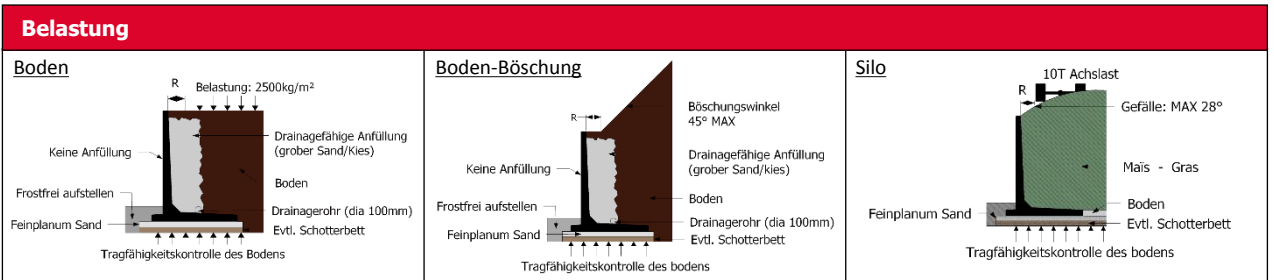 Belastung
Boden
R
Belastung: 2500kg/m²
Drainagefähige Anfüllung
(grober Sand/Kies)
Keine Anfüllung
Boden
Frostfrei aufstellen
Drainagerohr (dia 100mm)
Feinplanum Sand
Evtl. Schotterbett
Tragfähigkeitskontrolle des Bodens
Boden-Böschung
Böschungswinkel
45° MAX
R
Drainagefähige Anfüllung
(grober Sand/kies)
Keine Anfüllung
Boden
Frostfrei aufstellen
Drainagerohr (dia 100mm)
Feinplanum Sand
Evtl. Schotterbett
Tragfähigkeitskontrolle des bodens
Silo
10T Achslast
R
Gefälle: MAX 28°
Maïs - Gras
Boden
Feinplanum Sand
Evtl. Schotterbett
Tragfähigkeitskontrolle des bodens